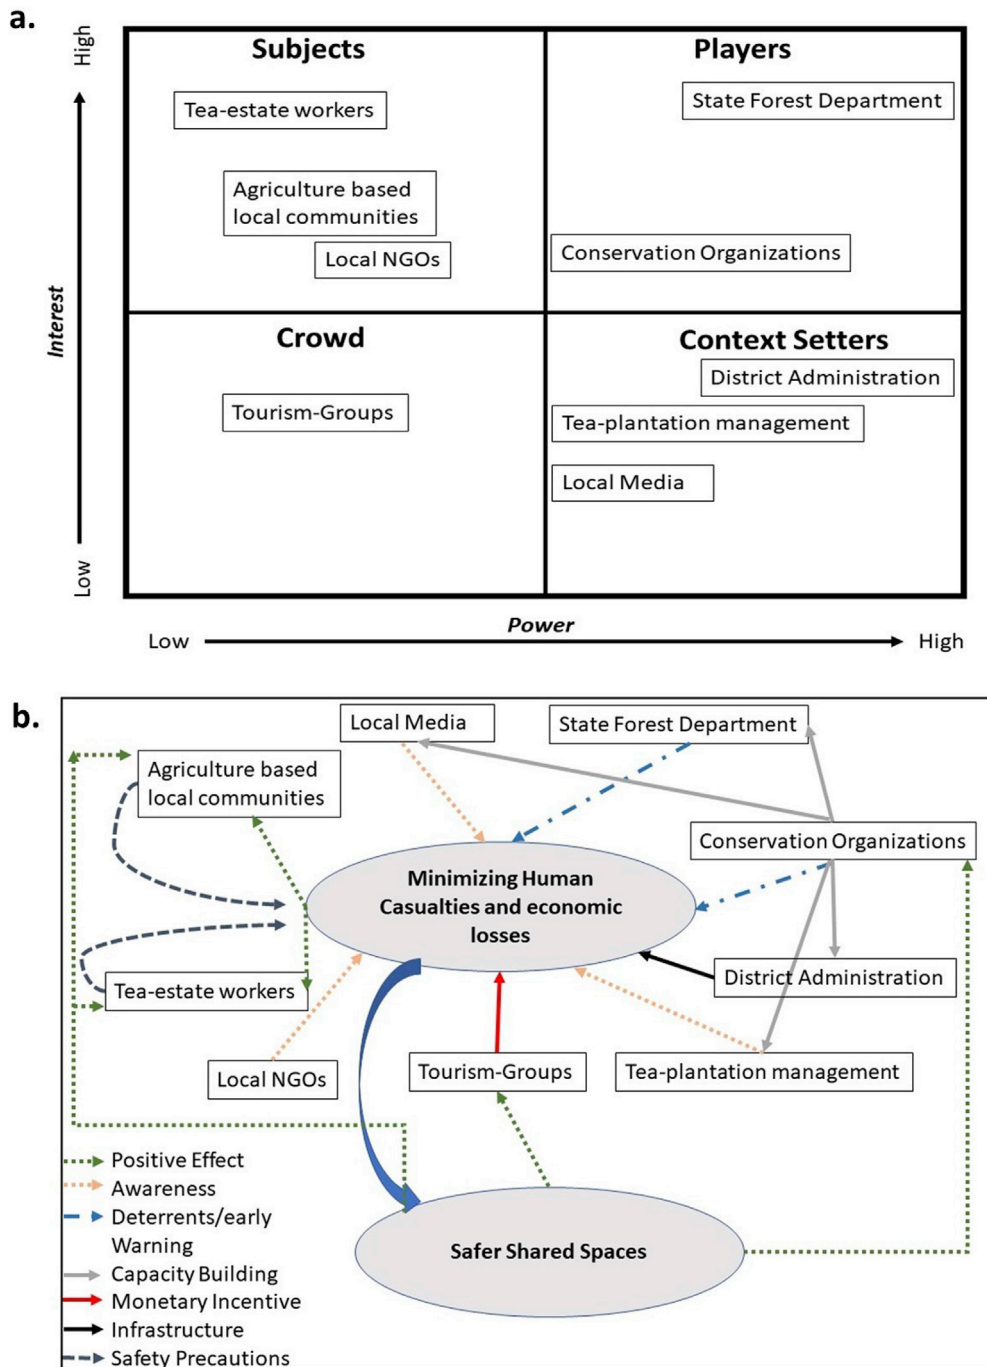 a.
High
Subjects
Players
Tea-estate workers
State Forest Department
Agriculture based
local communities
Local NGOs
Conservation Organizations
Interest
Crowd
Context Setters
District Administration
Tourism-Groups
Tea-plantation management
Local Media
Low
Power
Low
High
b.
Local Media
State Forest Department
Agriculture based
local communities
Conservation Organizations
Minimizing Human
Casualties and economic
losses
Tea-estate workers
District Administration
Local NGOs
Tourism-Groups
Tea-plantation management
Positive Effect
Awareness
Deterrents/early
Warning
Capacity Building
Monetary Incentive
Infrastructure
Safety Precautions
Safer Shared Spaces